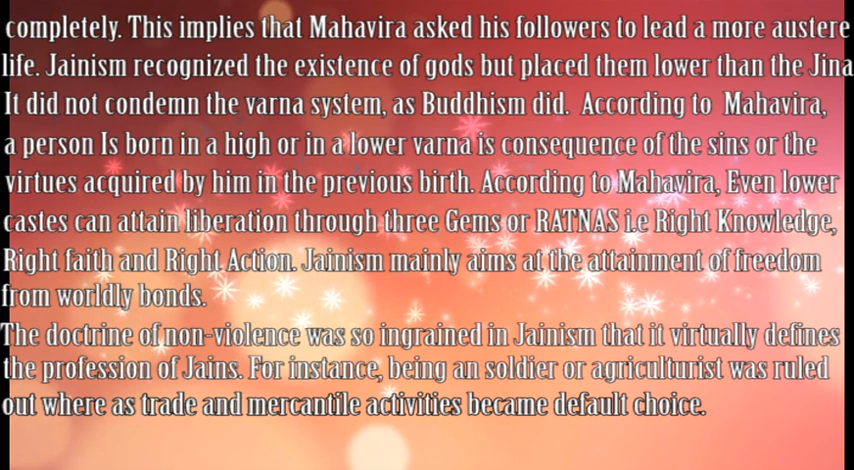 completely. This implies that Mahavira asked his followers to lead a more austere
life. Jainism recognized the existence of gods but placed them lower than the Jina
It did not condemn the varna system, as Buddhism did. According to Mahavira,
a person Is born in a high or in a lower varna is consequence of the sins or the
virtues acquired by him in the previous birth. According to Mahavira, Even lower
castes can attain liberation through three Gems or RATNAS i.e Right Knowledge,
Right faith and Right Action. Jainism mainly aims at the attainment of freedom
from worldly bonds.
The doctrine of non-violence was so ingrained in Jainism that it virtually defines
the profession of Jains. For instance, being an soldier or agriculturist was ruled
out where as trade and mercantile activities became default choice.